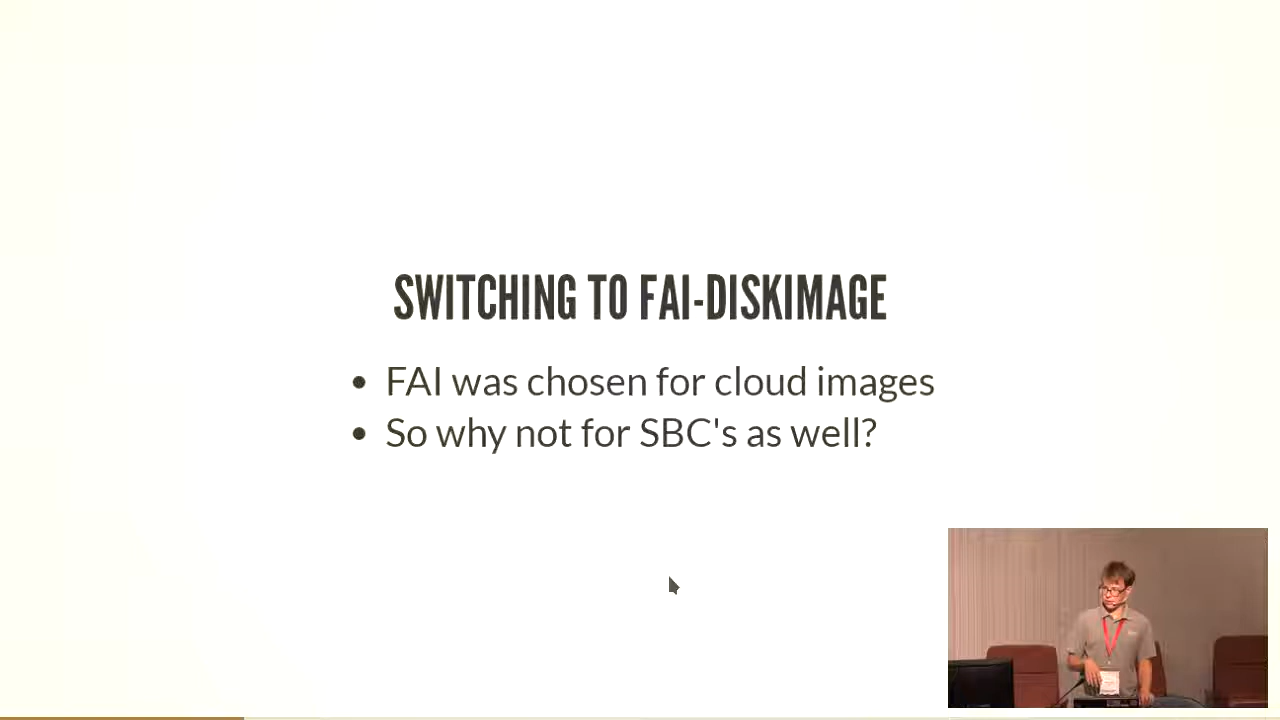 SWITCHING TO FAI-DISKIMAGE
• FAI was chosen for cloud images
• So why not for SBC's as well?